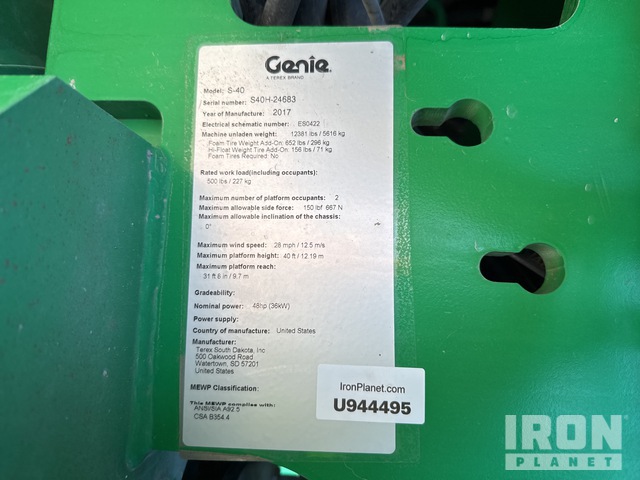 Genie.
A TEREX BRAND
Model: S-40
Serial number: S40H-24683
Year of Manufacture: 2017
Electrical schematic number: ES0422
Machine unladen weight: 12381 lbs / 5616 kg
Foam Tire Weight Add-On: 652 lbs / 296 kg
Hi-Float Weight Tire Add-On: 156 lbs / 71 kg
Foam Tires Required: No
Rated work load(including occupants):
500 lbs / 227 kg
Maximum number of platform occupants: 2
Maximum allowable side force: 150 lbf 667 N
Maximum allowable inclination of the chassis:
0°
Maximum wind speed: 28 mph / 12.5 m/s
Maximum platform height: 40 ft / 12.19 m
Maximum platform reach:
31 ft 8 in / 9.7 m
Gradeability:
Nominal power: 48hp (36kW)
Power supply:
Country of manufacture: United States
Manufacturer:
Terex South Dakota, Inc
500 Oakwood Road
Watertown, SD 57201
United States
MEWP Classification:
This MEWP complies with:
ANSI/SIA A92.5
CSA B354.4
IronPlanet.com
U944495
IRON
PLANET